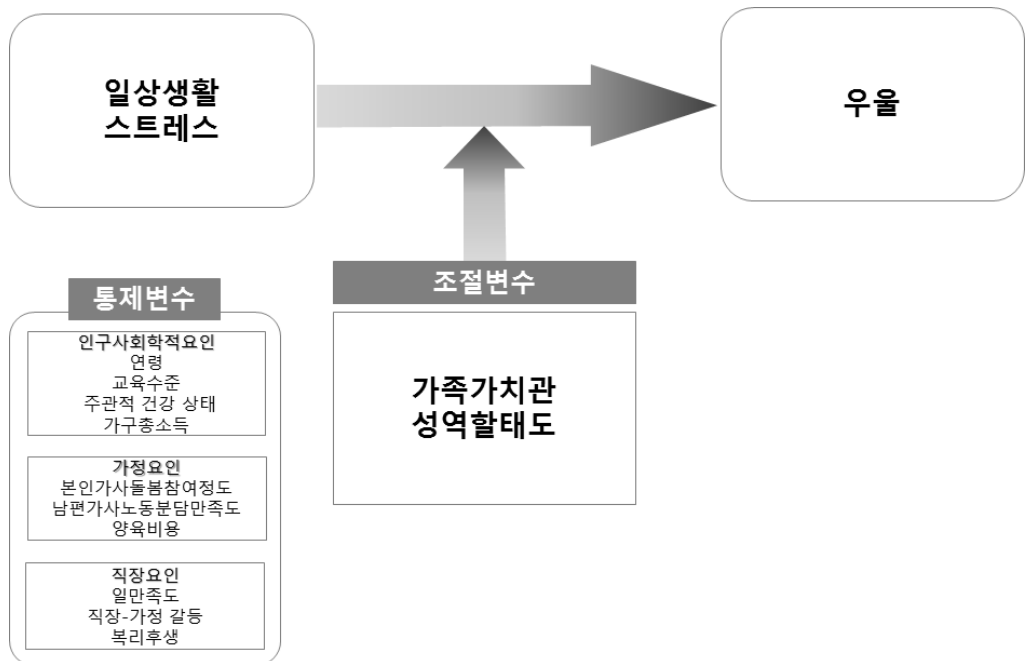 일상생활
스트레스
우울
조절변수
가족가치관
성역할태도
통제변수
인구사회학적요인
연령
교육수준
주관적 건강 상태
가구총소득
가정요인
본인가사돌봄참여정도
남편가사노동분담만족도
양육비용
직장요인
일만족도
직장-가정 갈등
복리후생